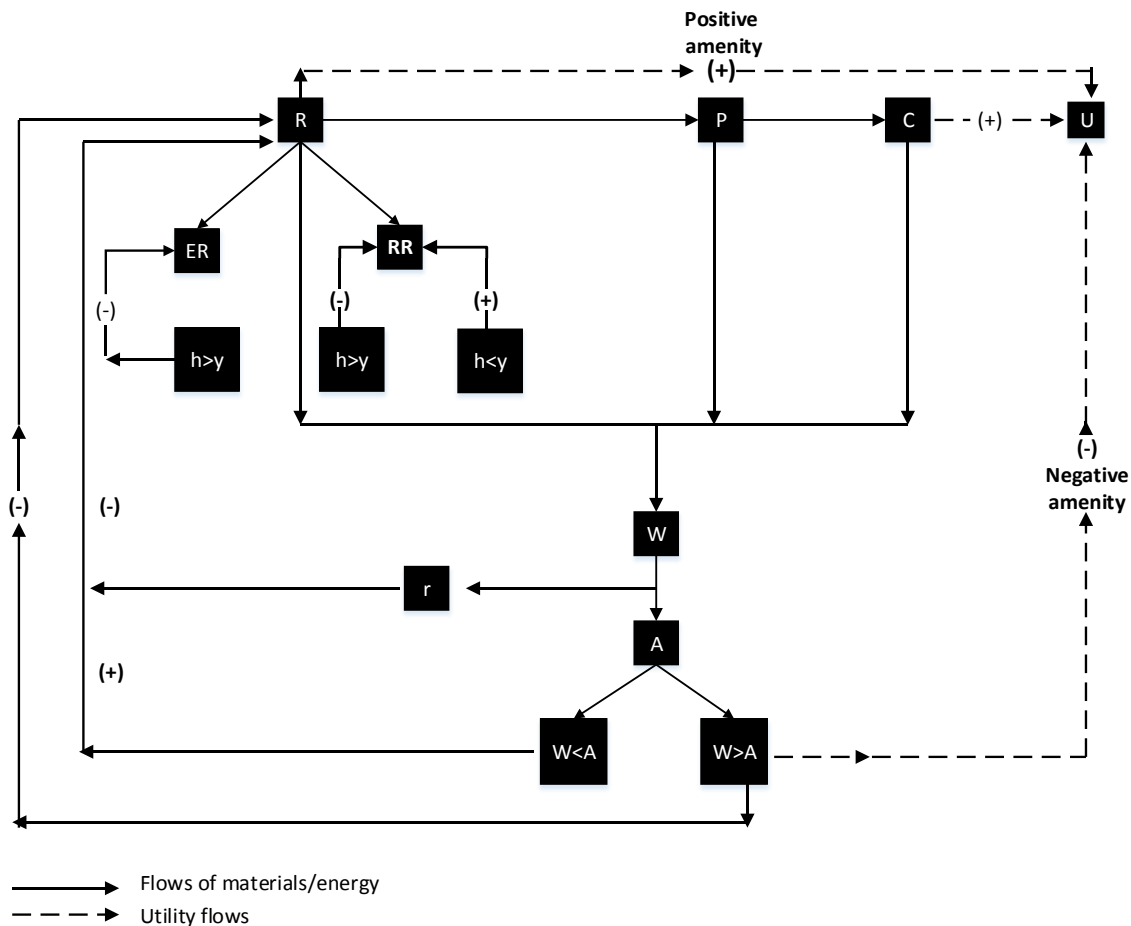 Positive
amenity
(+)
R
P
C
(+)
U
ER
RR
(-)
(-)
(+)
h>y
h>y
h<y
(-)
Negative
amenity
(-)
(-)
W
r
A
(+)
W<A
W>A
Flows of materials/energy
Utility flows